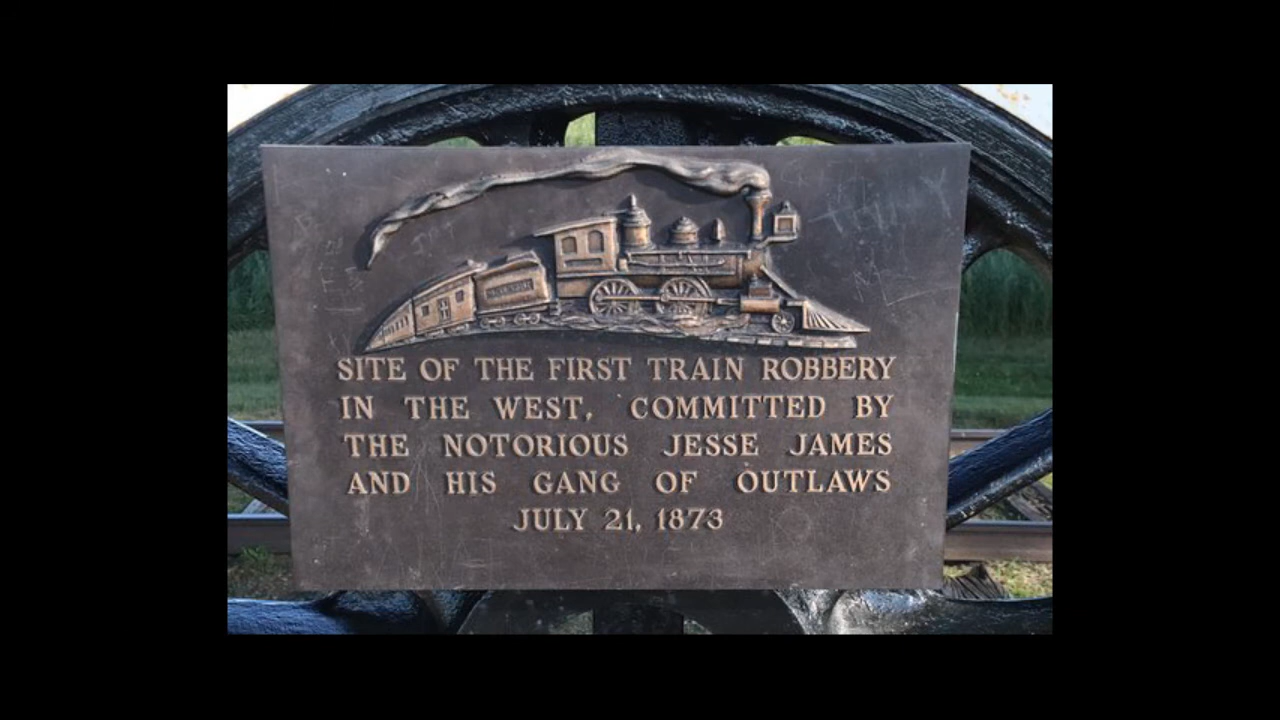 SITE OF THE FIRST TRAIN ROBBERY
IN THE WEST, COMMITTED BY
THE NOTORIOUS JESSE JAMES
AND HIS GANG OF OUTLAWS
JULY 21, 1873